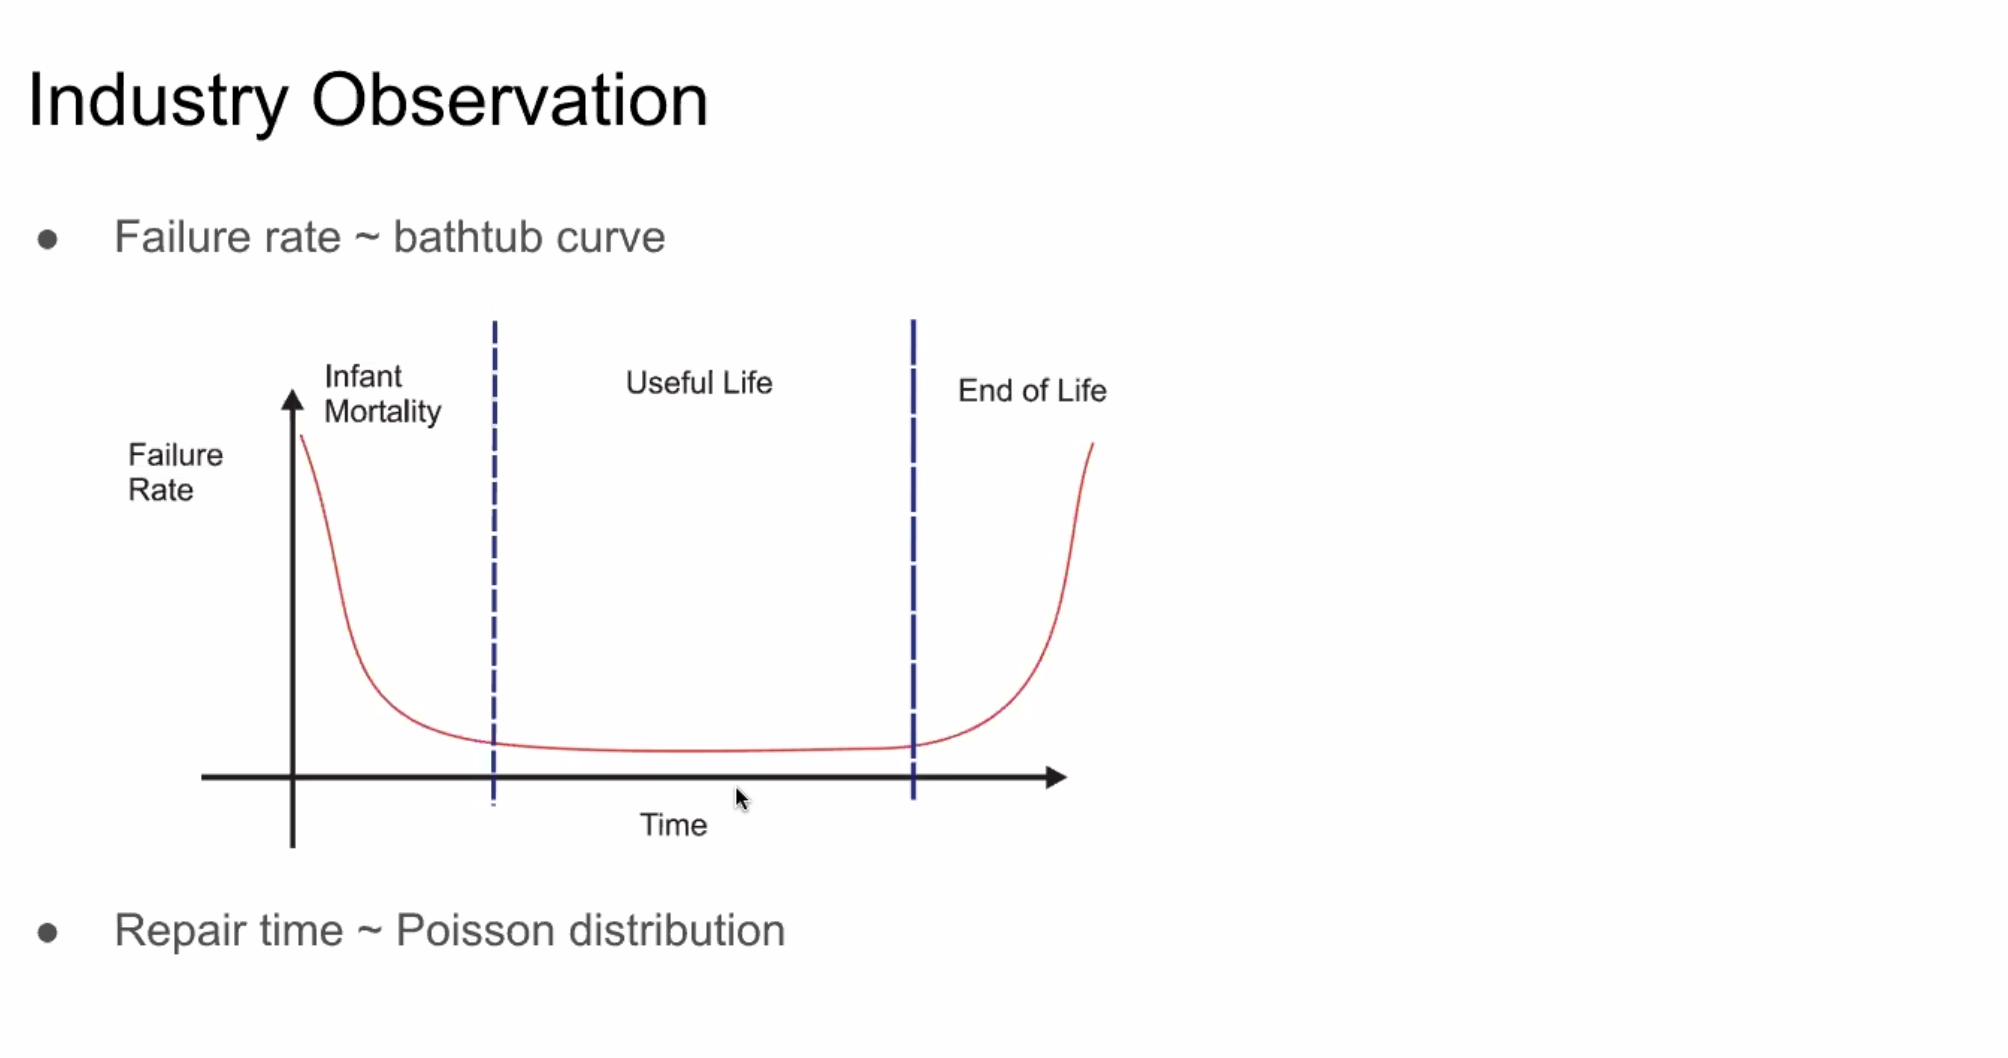 Industry Observation
● Failure rate ~ bathtub curve
Infant
Mortality
Useful Life
End of Life
Failure
Rate
Time
● Repair time ~ Poisson distribution